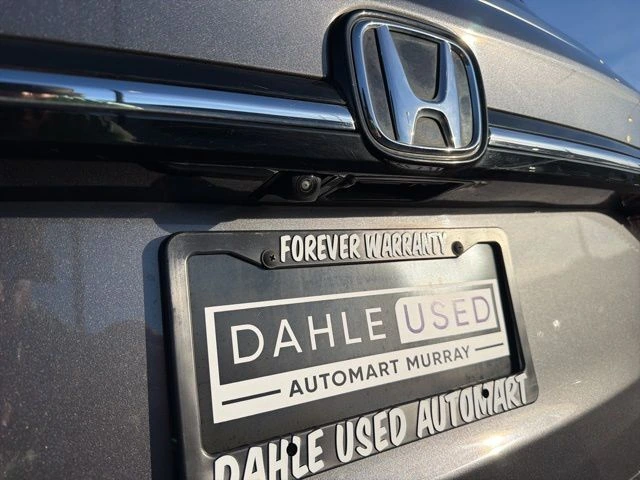 FOREVER WARRANTY
DAHLE USED
AUTOMART MURRAY
DAHLE USED AUTOMART